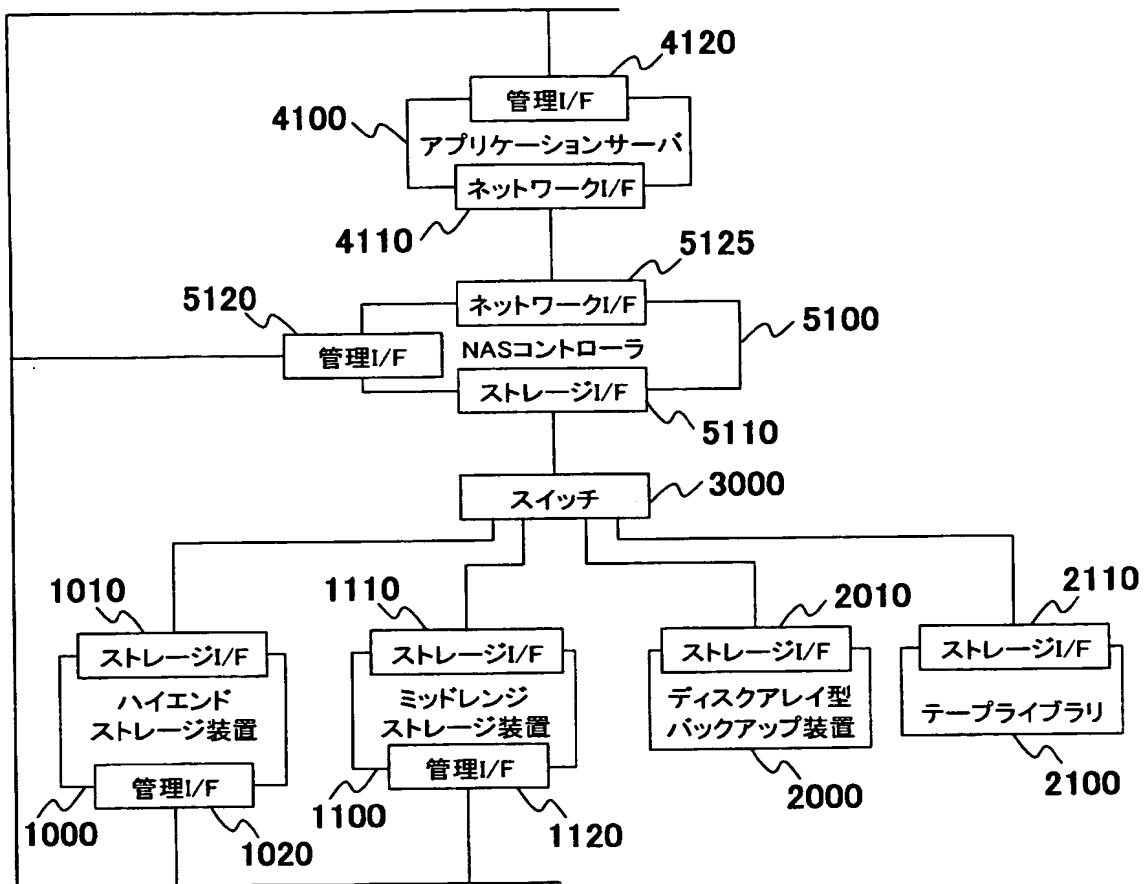 4120
管理I/F
4100
アプリケーションサーバ
ネットワークI/F
4110
5125
5120
ネットワークI/F
5100
管理I/F
NASコントローラ
ストレージI/F
5110
3000
スイッチ
1010
1110
2010
2110
ストレージI/F
ストレージI/F
ストレージI/F
ストレージI/F
ハイエンド
ストレージ装置
ミッドレンジ
ストレージ装置
ディスクアレイ型
バックアップ装置
テープライブラリ
管理I/F
管理I/F
1000
1020
1100
1120
2000
2100